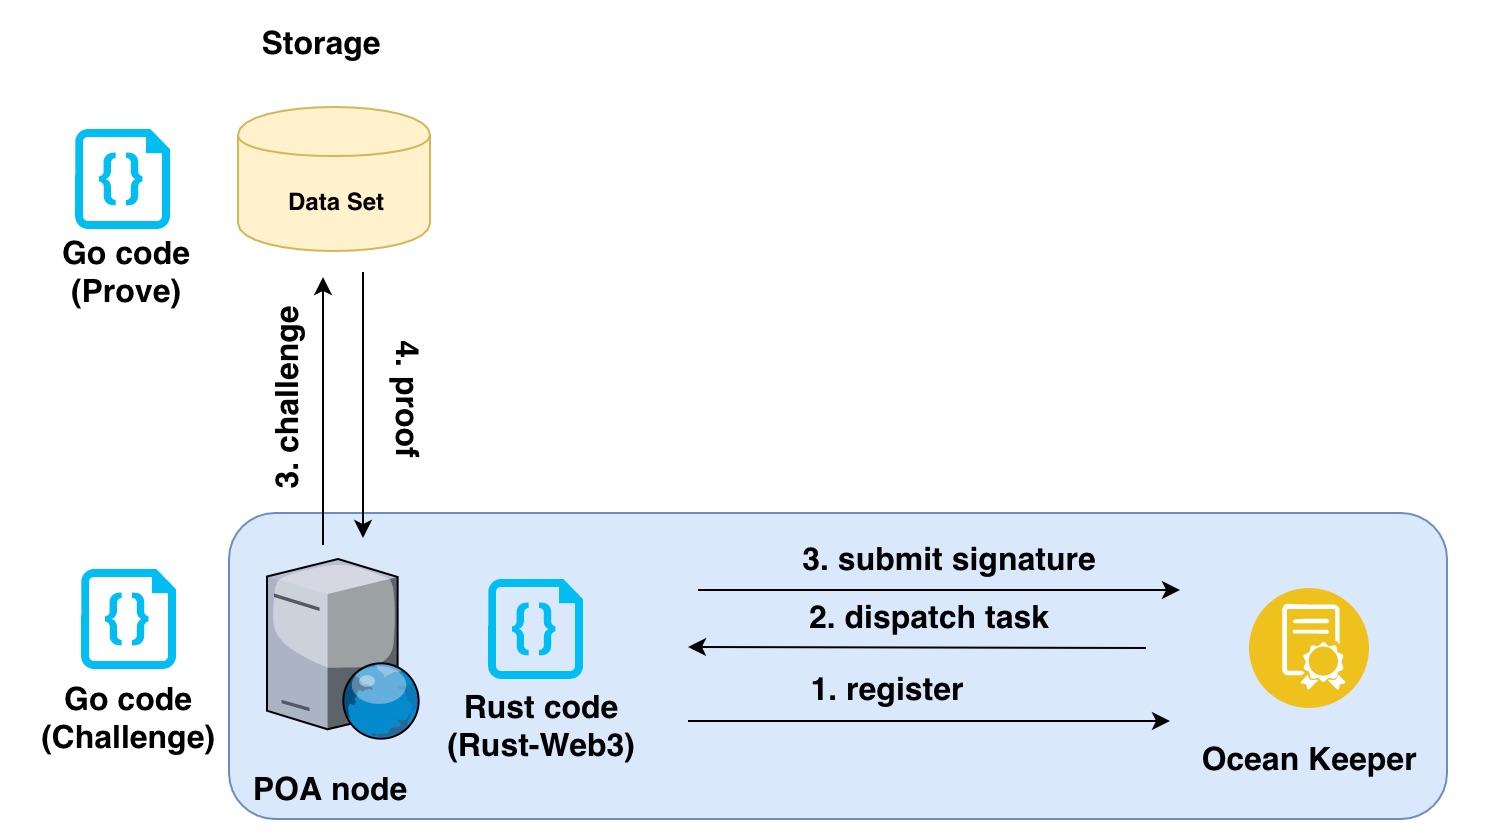 Storage
Data Set
Go code
(Prove)
3. challenge
4. proof
3. submit signature
2. dispatch task
1. register
Go code
(Challenge)
Rust code
(Rust-Web3)
POA node
Ocean Keeper